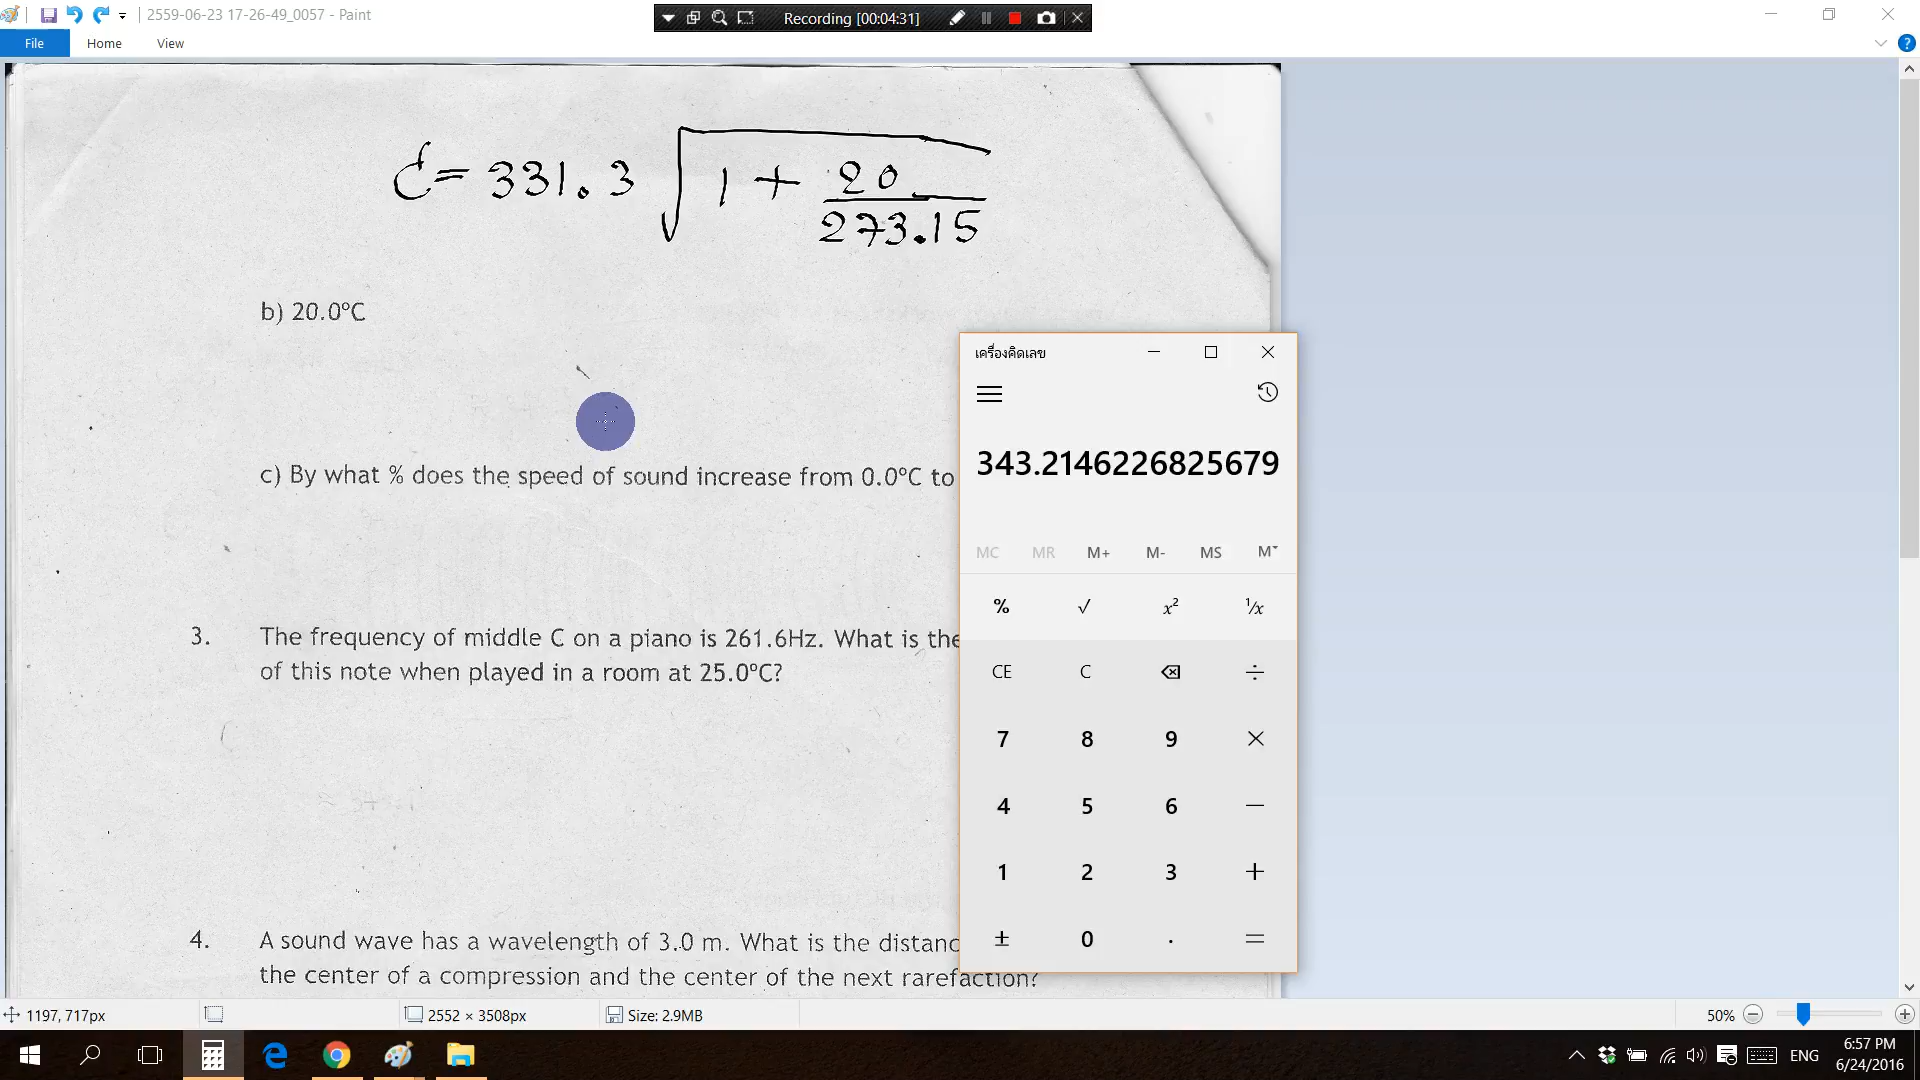 2559-06-23 17-26-49_0057 - Paint
Recording [00:04:31]
File
Home
View
C = 331.3 √ 1 + 20 / 273.15
b) 20.0ºC
c) By what % does the speed of sound increase from 0.0ºC to
3. The frequency of middle C on a piano is 261.6Hz. What is the
of this note when played in a room at 25.0ºC?
4. A sound wave has a wavelength of 3.0 m. What is the
the center of a compression and the center of the next rarefaction?
เครื่องคิดเลข
343.2146226825679
MC MR M+ M- MS M˅
% √ x² ¹/x
CE C ÷
7 8 9 ×
4 5 6 −
1 2 3 +
± 0 . =
1197, 717px
2552 × 3508px
Size: 2.9MB
50%
ENG
6:57 PM
6/24/2016